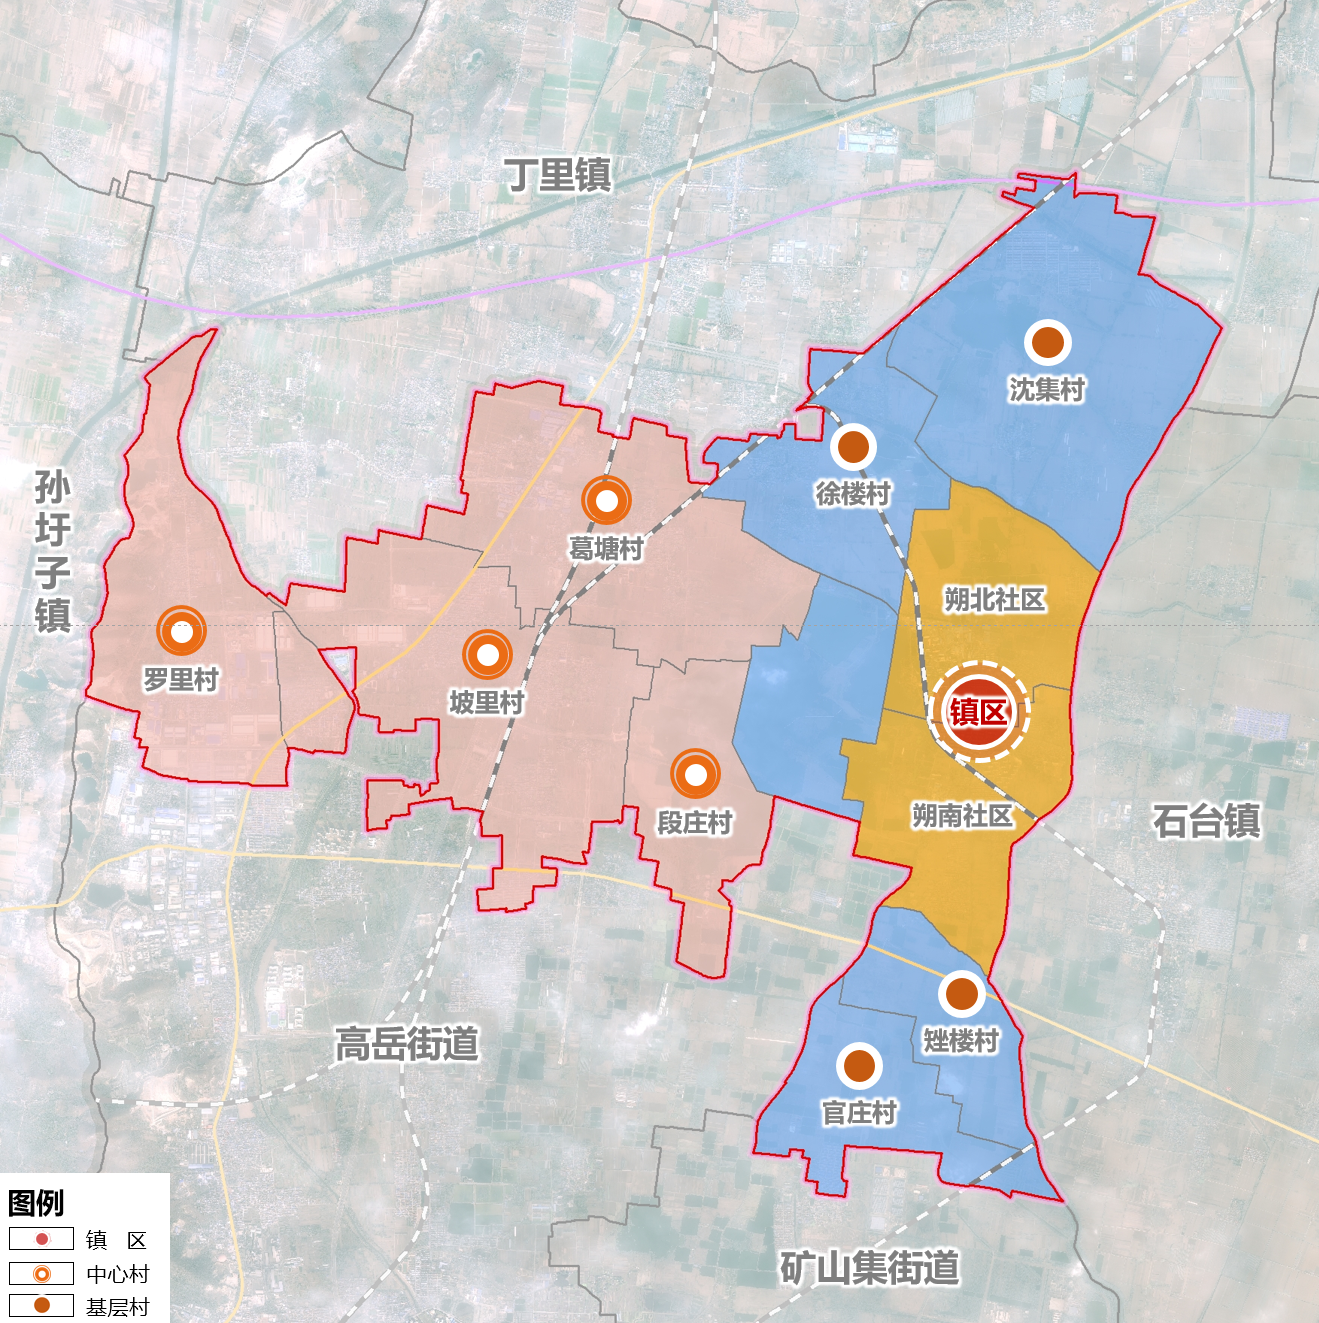 丁里镇
沈集村
孙圩子镇
徐楼村
葛塘村
朔北社区
罗里村
坡里村
镇区
段庄村
朔南社区
石台镇
高岳街道
矬楼村
官庄村
矿山集街道
图例
镇 区
中心村
基层村